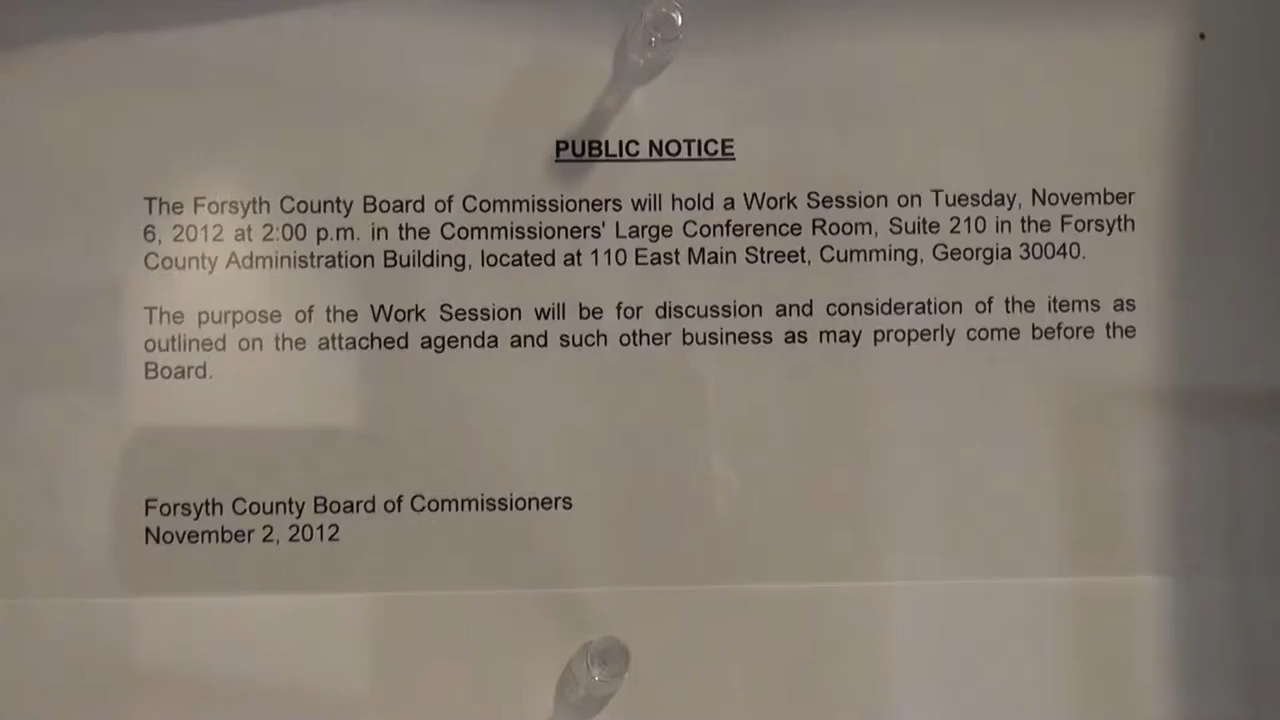 PUBLIC NOTICE
The Forsyth County Board of Commissioners will hold a Work Session on Tuesday, November
6, 2012 at 2:00 p.m. in the Commissioners' Large Conference Room, Suite 210 in the Forsyth
County Administration Building, located at 110 East Main Street, Cumming, Georgia 30040.
The purpose of the Work Session will be for discussion and consideration of the items as
outlined on the attached agenda and such other business as may properly come before the
Board.
Forsyth County Board of Commissioners
November 2, 2012